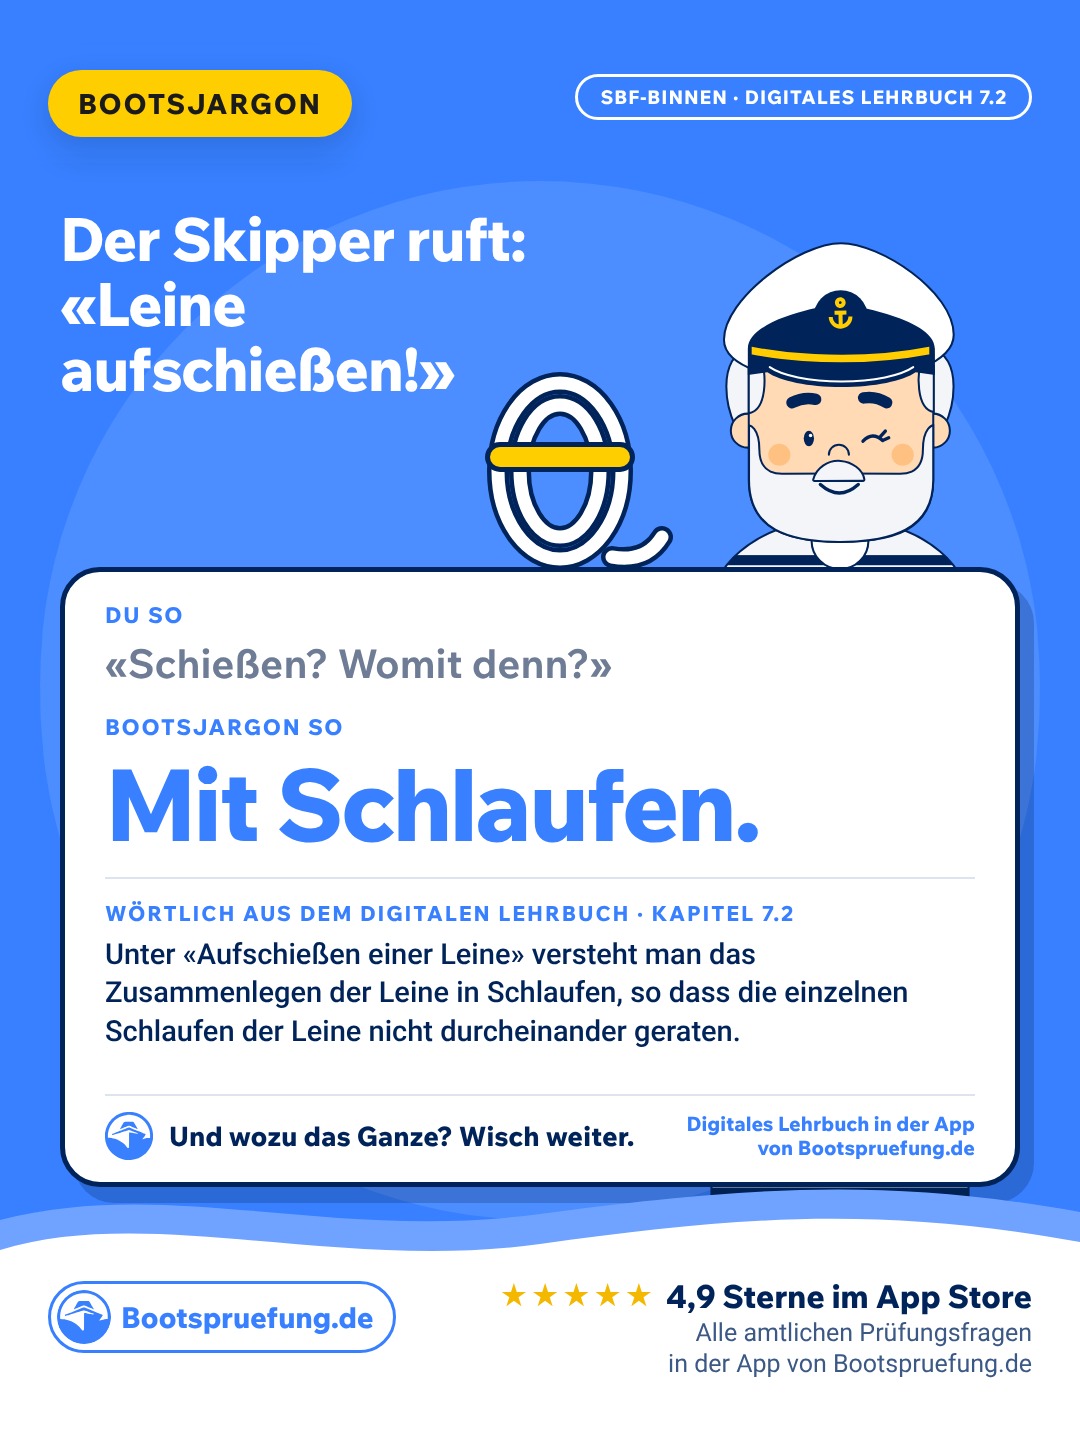 BOOTSJARGON
SBF-BINNEN · DIGITALES LEHRBUCH 7.2
Der Skipper ruft:
«Leine
aufschießen!»
DU SO
«Schießen? Womit denn?»
BOOTSJARGON SO
Mit Schlaufen.
WÖRTLICH AUS DEM DIGITALEN LEHRBUCH · KAPITEL 7.2
Unter «Aufschießen einer Leine» versteht man das
Zusammenlegen der Leine in Schlaufen, so dass die einzelnen
Schlaufen der Leine nicht durcheinander geraten.
Und wozu das Ganze? Wisch weiter.
Digitales Lehrbuch in der App
von Bootspruefung.de
Bootspruefung.de
★★★★★ 4,9 Sterne im App Store
Alle amtlichen Prüfungsfragen
in der App von Bootspruefung.de